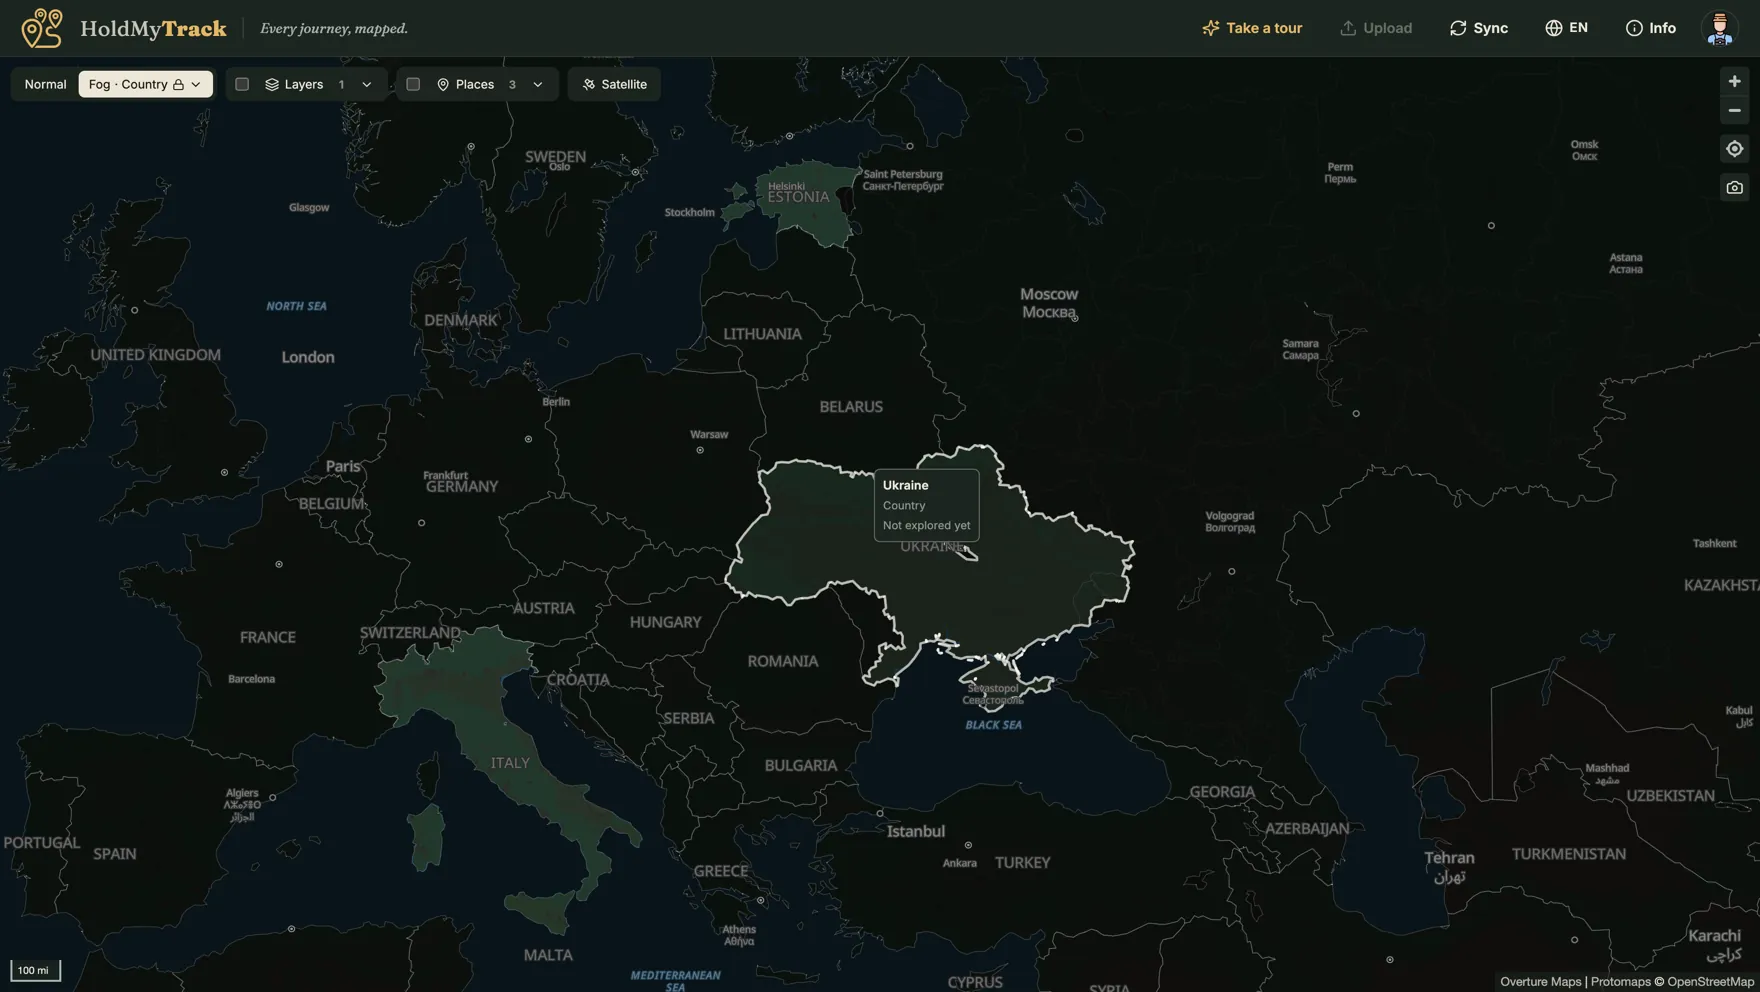 HoldMyTrack
Every journey, mapped.
Take a tour
Upload
Sync
EN
Info
Normal
Fog · Country
Layers 1
Places 3
Satellite
SWEDEN
Oslo
Helsinki
ESTONIA
Saint Petersburg
Санкт-Петербург
Stockholm
Glasgow
Perm
Пермь
Omsk
Омск
Astana
Астана
NORTH SEA
Moscow
Москва
DENMARK
LITHUANIA
UNITED KINGDOM
London
Samara
Самара
Berlin
BELARUS
Warsaw
Paris
Frankfurt
GERMANY
BELGIUM
Ukraine
Country
Not explored yet
UKRAINE
Volgograd
Волгоград
Tashkent
KAZAKHSTA
AUSTRIA
HUNGARY
SWITZERLAND
FRANCE
ROMANIA
Barcelona
CROATIA
Sevastopol
Севастополь
BLACK SEA
SERBIA
Kabul
کابل
ITALY
BULGARIA
Mashhad
مشهد
UZBEKISTAN
Algiers
ⵍⵣⵣⴰⵢⴻⵔ
الجزائر
GEORGIA
AZERBAIJAN
Istanbul
Ankara
TURKEY
PORTUGAL
SPAIN
GREECE
Tehran
تهران
TURKMENISTAN
Athens
Αθήνα
Karachi
کراچی
MALTA
MEDITERRANEAN
SEA
CYPRUS
SYRIA
100 mi
Overture Maps | Protomaps © OpenStreetMap